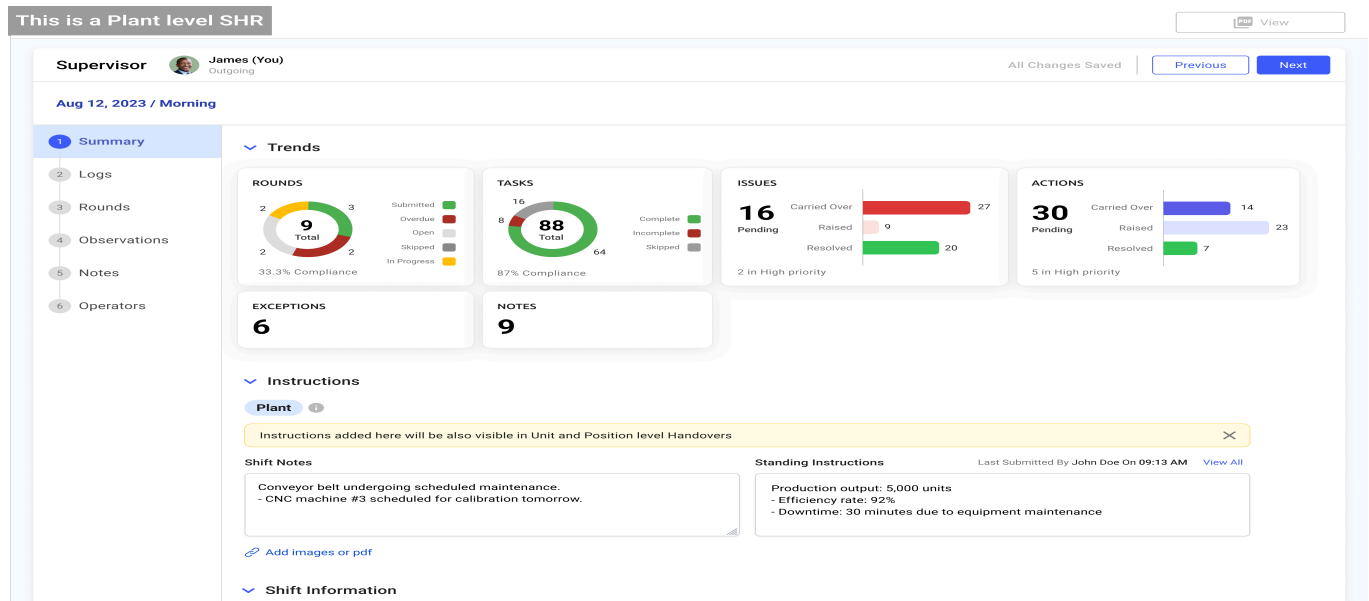 This is a Plant level SHR
PDF View
Supervisor
James (You)
Outgoing
All Changes Saved
Previous
Next
Aug 12, 2023 / Morning
1 Summary
2 Logs
3 Rounds
4 Observations
5 Notes
6 Operators
Trends
ROUNDS
2
3
9
Total
2
2
Submitted
Overdue
Open
Skipped
In Progress
33.3% Compliance
TASKS
16
8
88
Total
64
Complete
Incomplete
Skipped
87% Compliance
ISSUES
16
Pending
Carried Over 27
Raised 9
Resolved 20
2 in High priority
ACTIONS
30
Pending
Carried Over 14
Raised 23
Resolved 7
5 in High priority
EXCEPTIONS
6
NOTES
9
Instructions
Plant i
Instructions added here will be also visible in Unit and Position level Handovers
Shift Notes
Conveyor belt undergoing scheduled maintenance.
- CNC machine #3 scheduled for calibration tomorrow.
Add images or pdf
Standing Instructions
Last Submitted By John Doe On 09:13 AM
View All
Production output: 5,000 units
- Efficiency rate: 92%
- Downtime: 30 minutes due to equipment maintenance
Shift Information